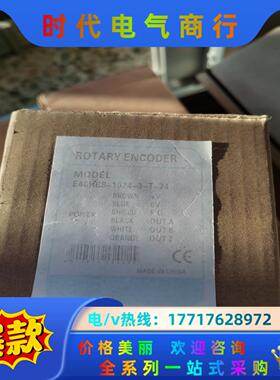 时代电气商行
ROTARY ENCODER
MODEL
E40H8S-1024-3-T-24
POWER
BROWN +V
BLUE 0V
SHIELD F.G
BLACK OUT A
WHITE OUT B
ORANGE OUT Z
MADE IN CHINA
爆款
电/v热线：17717628972
价格美丽 欢迎咨询
全系列一站式采购